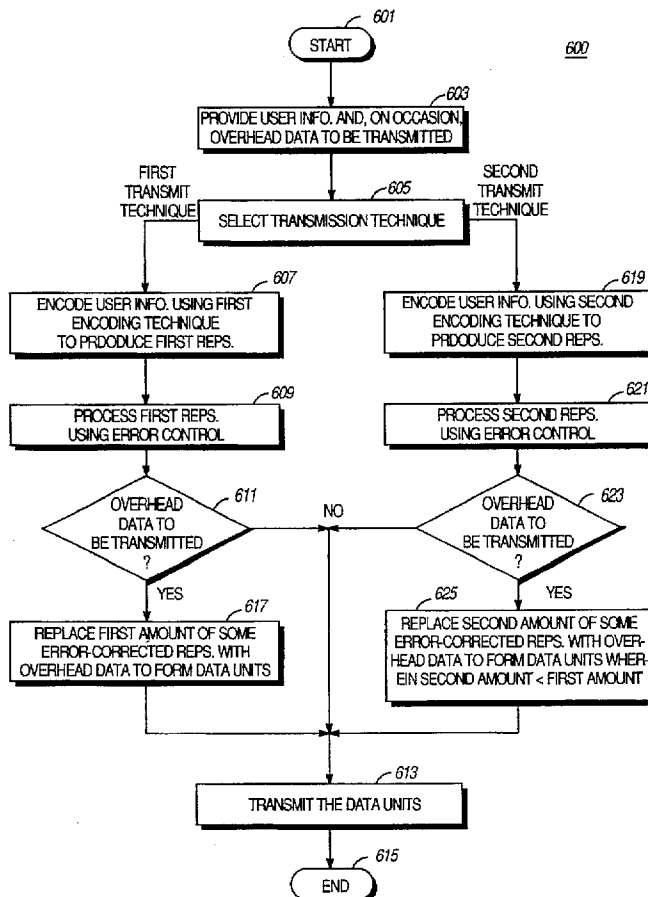 601
START
600
603
PROVIDE USER INFO. AND, ON OCCASION,
OVERHEAD DATA TO BE TRANSMITTED
FIRST
TRANSMIT
TECHNIQUE
605
SECOND
TRANSMIT
TECHNIQUE
SELECT TRANSMISSION TECHNIQUE
607
ENCODE USER INFO. USING FIRST
ENCODING TECHNIQUE
TO PRDODUCE FIRST REPS.
619
ENCODE USER INFO. USING SECOND
ENCODING TECHNIQUE TO
PRDODUCE SECOND REPS.
609
PROCESS FIRST REPS.
USING ERROR CONTROL
621
PROCESS SECOND REPS.
USING ERROR CONTROL
611
OVERHEAD
DATA TO
BE TRANSMITTED
?
NO
623
OVERHEAD
DATA TO
BE TRANSMITTED
?
YES
617
REPLACE FIRST AMOUNT OF SOME
ERROR-CORRECTED REPS. WITH
OVERHEAD DATA TO FORM DATA UNITS
625
YES
REPLACE SECOND AMOUNT OF SOME
ERROR-CORRECTED REPS. WITH OVER-
HEAD DATA TO FORM DATA UNITS WHER-
EIN SECOND AMOUNT < FIRST AMOUNT
613
TRANSMIT THE DATA UNITS
615
END